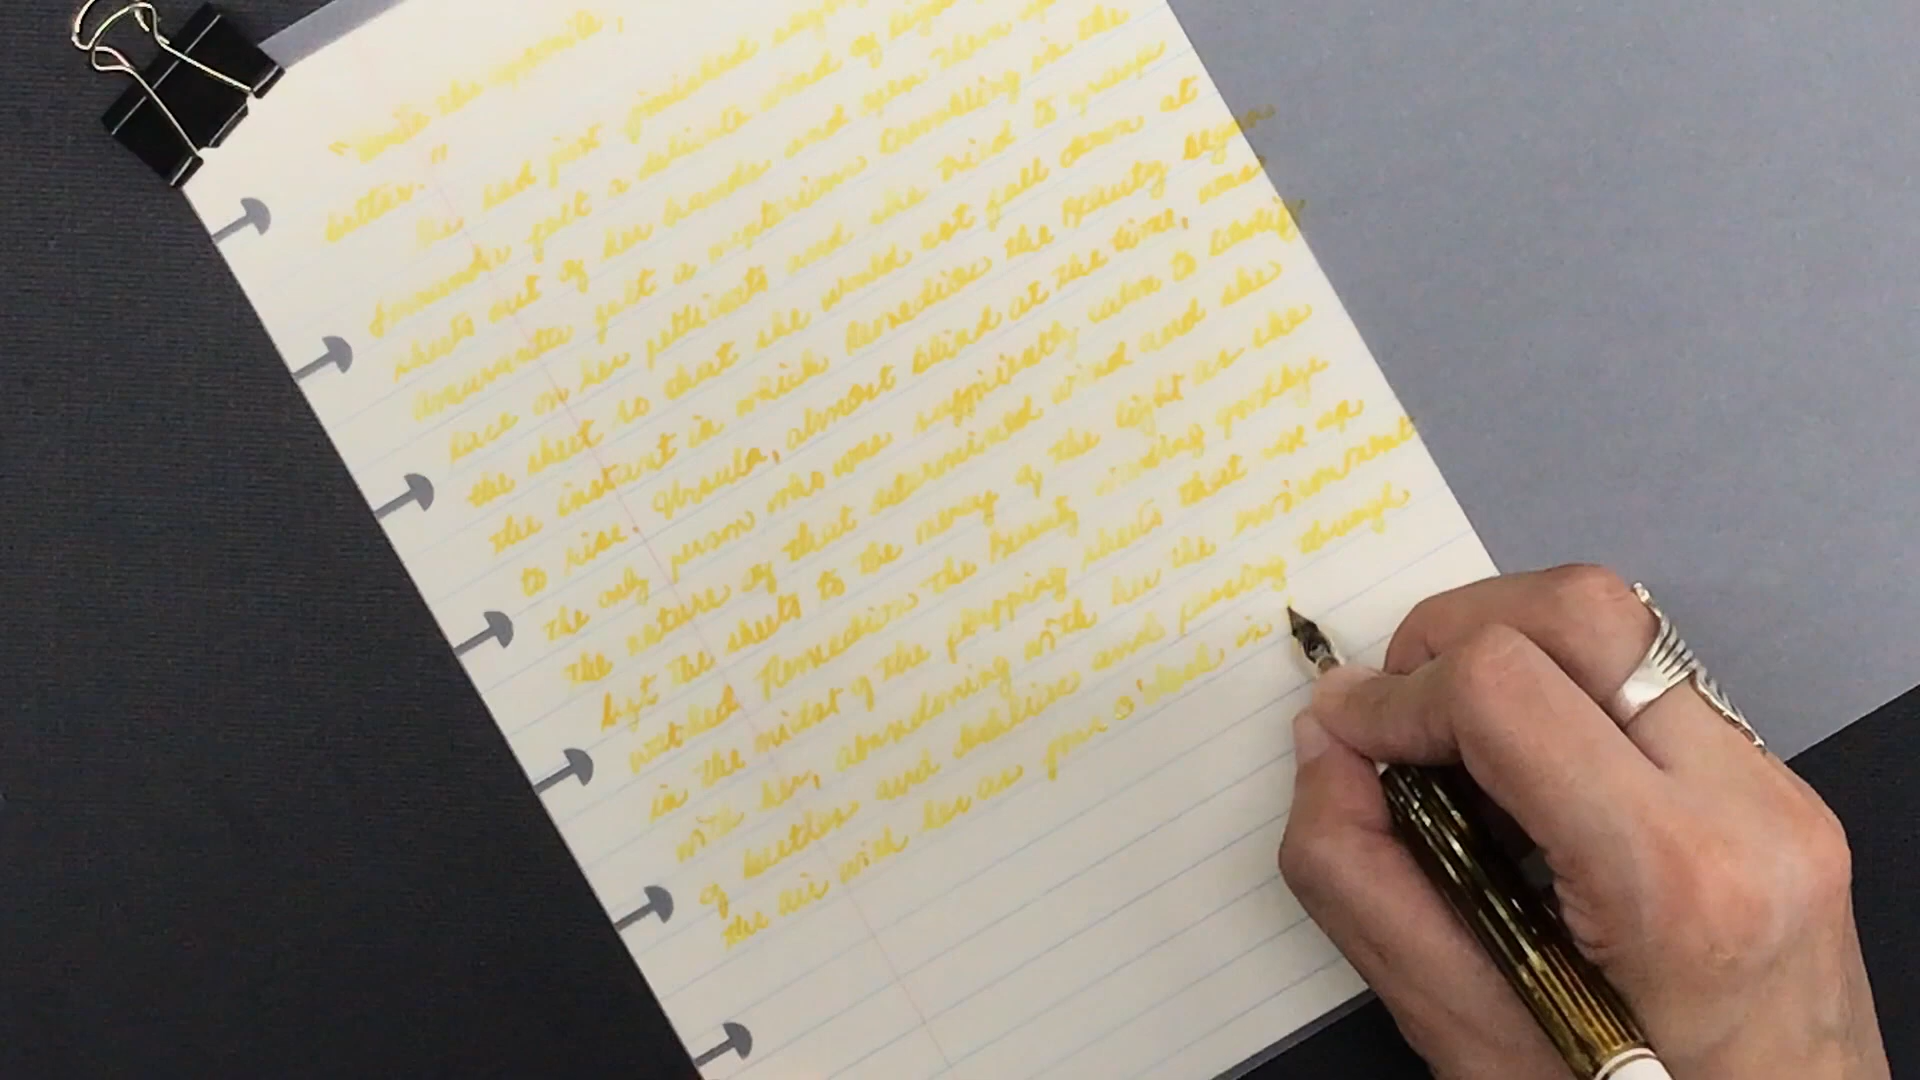 "Quite the opposite,
better."
She had just finished saying
Fernanda felt a delicate wind of light
sheets out of her hands and open them up
Amaranta felt a mysterious trembling in the
lace on her petticoats and she tried to grasp
the sheet so that she would not fall down at
the instant in which Remedios the Beauty began
to rise. Ursula, almost blind at the time, was
the only person who was sufficiently calm to identify
the nature of that determined wind and she
left the sheets to the mercy of the light as she
watched Remedios the Beauty waving goodbye
in the midst of the flapping sheets that rose up
with her, abandoning with her the environment
of beetles and dahlias and passing through
the air with her as four o'clock in